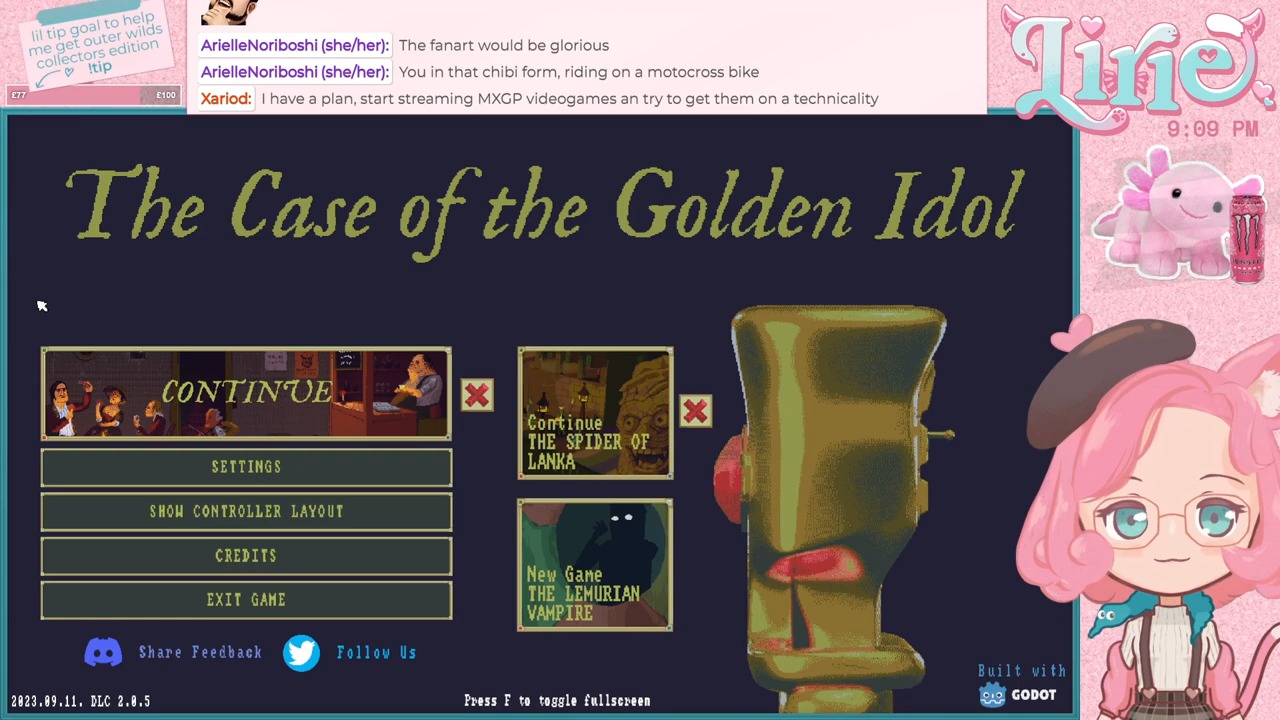 lil tip goal to help
me get outer wilds
collectors edition
!tip
£77
£100
ArielleNoriboshi (she/her): The fanart would be glorious
ArielleNoriboshi (she/her): You in that chibi form, riding on a motocross bike
Xariod: I have a plan, start streaming MXGP videogames an try to get them on a technicality
Lirie
9:09 PM
The Case of the Golden Idol
CONTINUE
SETTINGS
SHOW CONTROLLER LAYOUT
CREDITS
EXIT GAME
Continue
THE SPIDER OF
LANKA
New Game
THE LEMURIAN
VAMPIRE
Share Feedback
Follow Us
Built with
GODOT
2023.09.11. DLC 2.0.5
Press F to toggle fullscreen